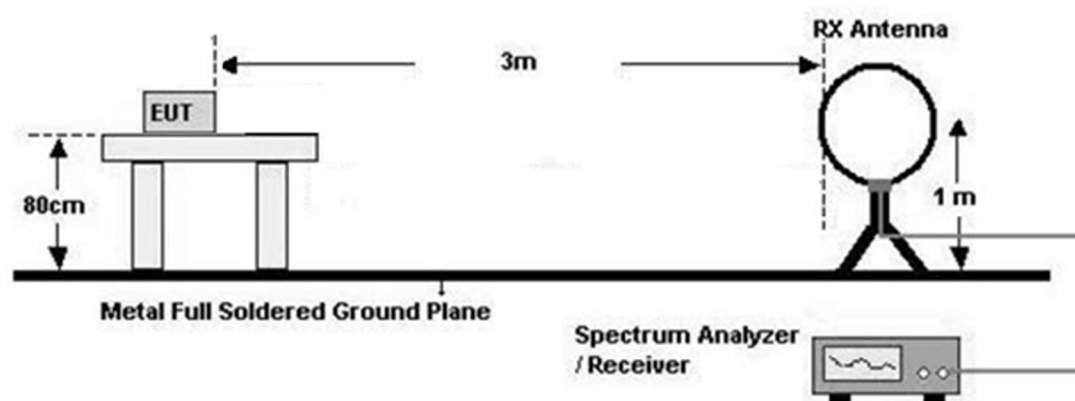 RX Antenna
3m
EUT
80cm
1 m
Metal Full Soldered Ground Plane
Spectrum Analyzer
/ Receiver